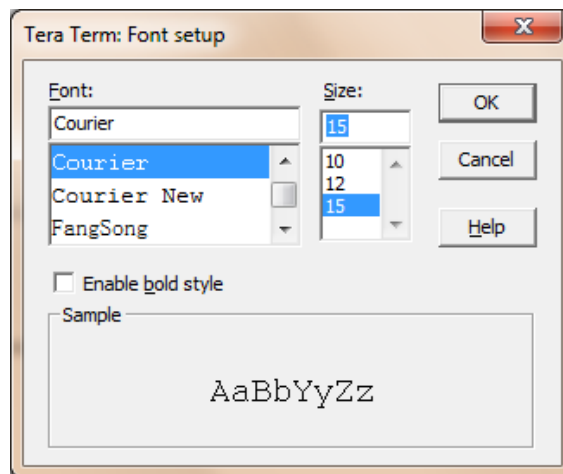 Tera Term: Font setup
Font:
Courier
Courier
Courier New
FangSong
Size:
15
10
12
15
OK
Cancel
Help
Enable bold style
Sample
AaBbYyZz